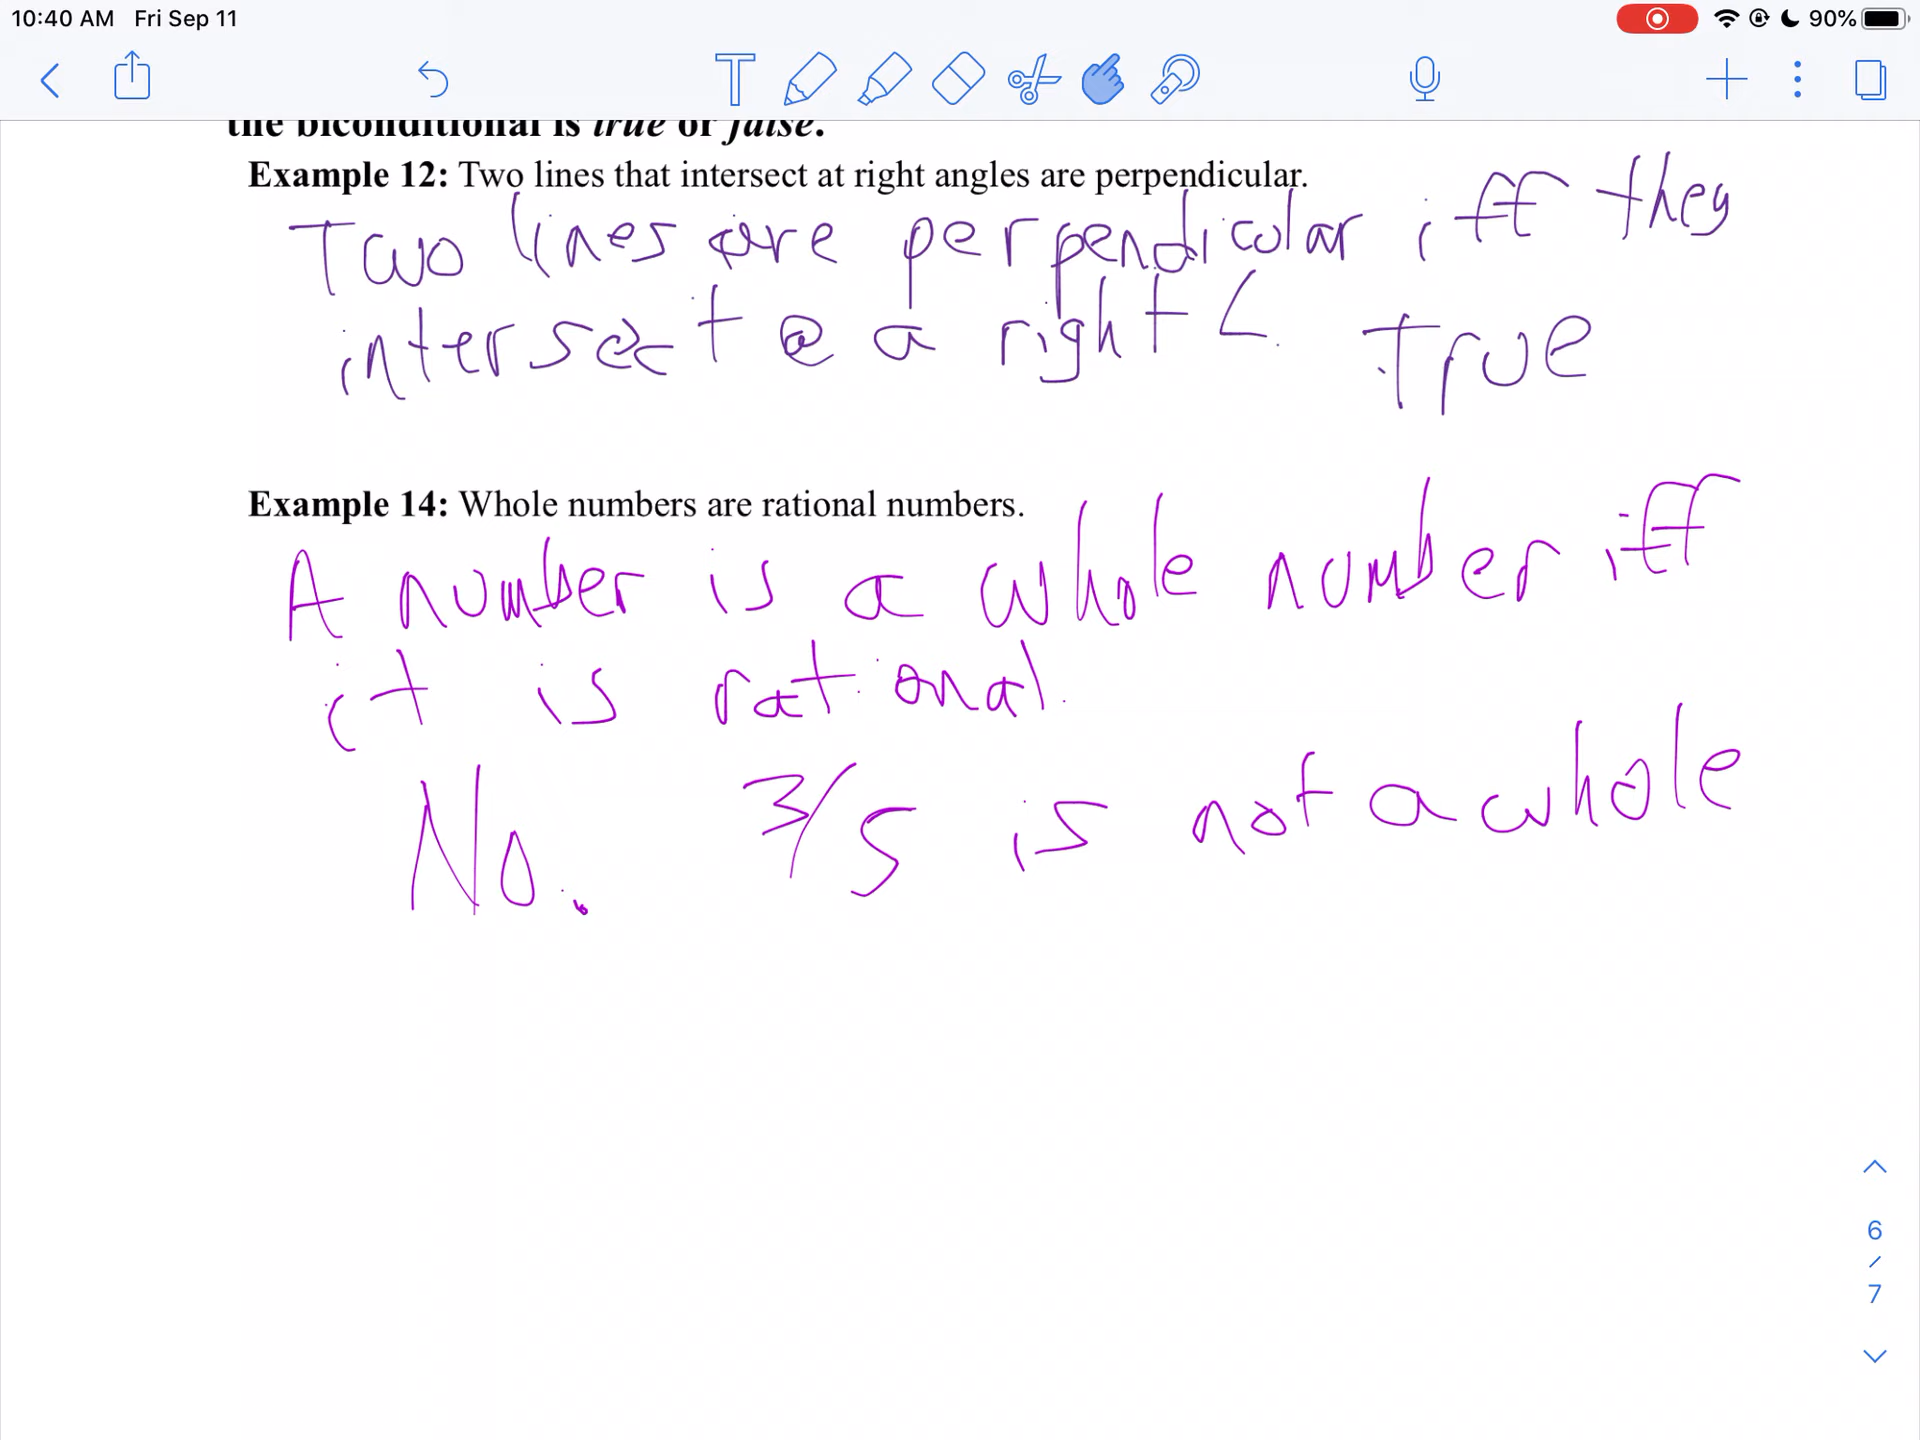 10:40 AM Fri Sep 11
90%
the biconditional is true or false.
Example 12: Two lines that intersect at right angles are perpendicular.
Two lines are perpendicular iff they
intersect @ a right <.
True
Example 14: Whole numbers are rational numbers.
A number is a whole number iff
it is rational.
No. 3/5 is not a whole
6
/
7